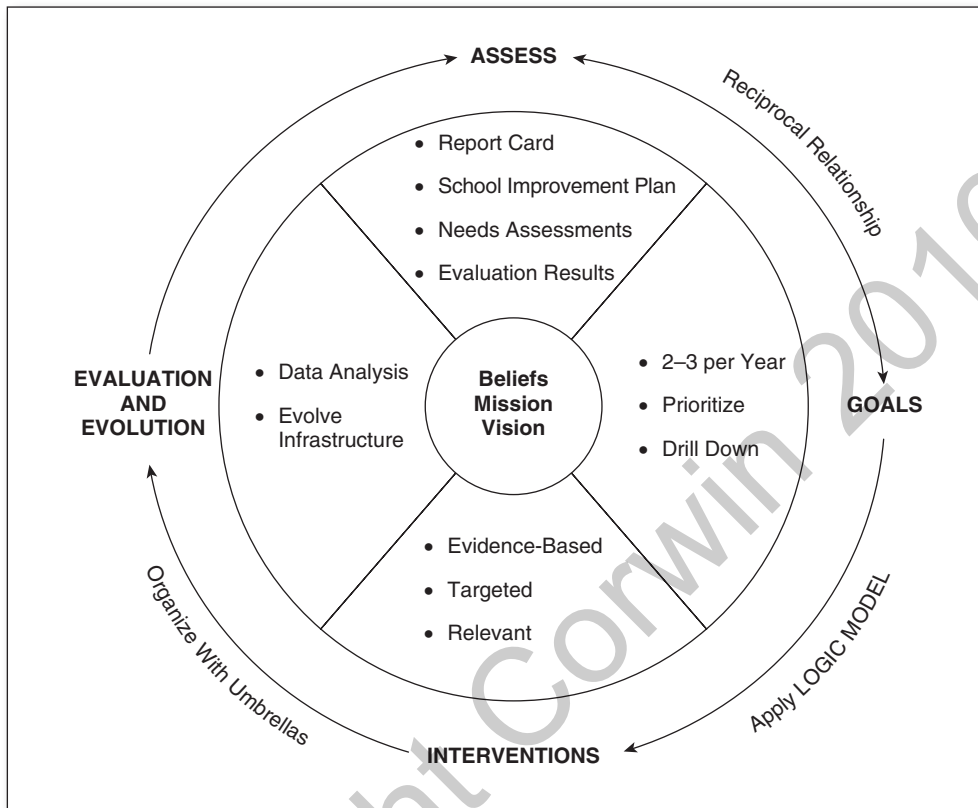 ASSESS
Reciprocal Relationship
• Report Card
• School Improvement Plan
• Needs Assessments
• Evaluation Results
EVALUATION
AND
EVOLUTION
• Data Analysis
• Evolve
Infrastructure
Beliefs
Mission
Vision
• 2–3 per Year
• Prioritize
• Drill Down
GOALS
• Evidence-Based
• Targeted
• Relevant
Organize With Umbrellas
Apply LOGIC MODEL
INTERVENTIONS
Corwin